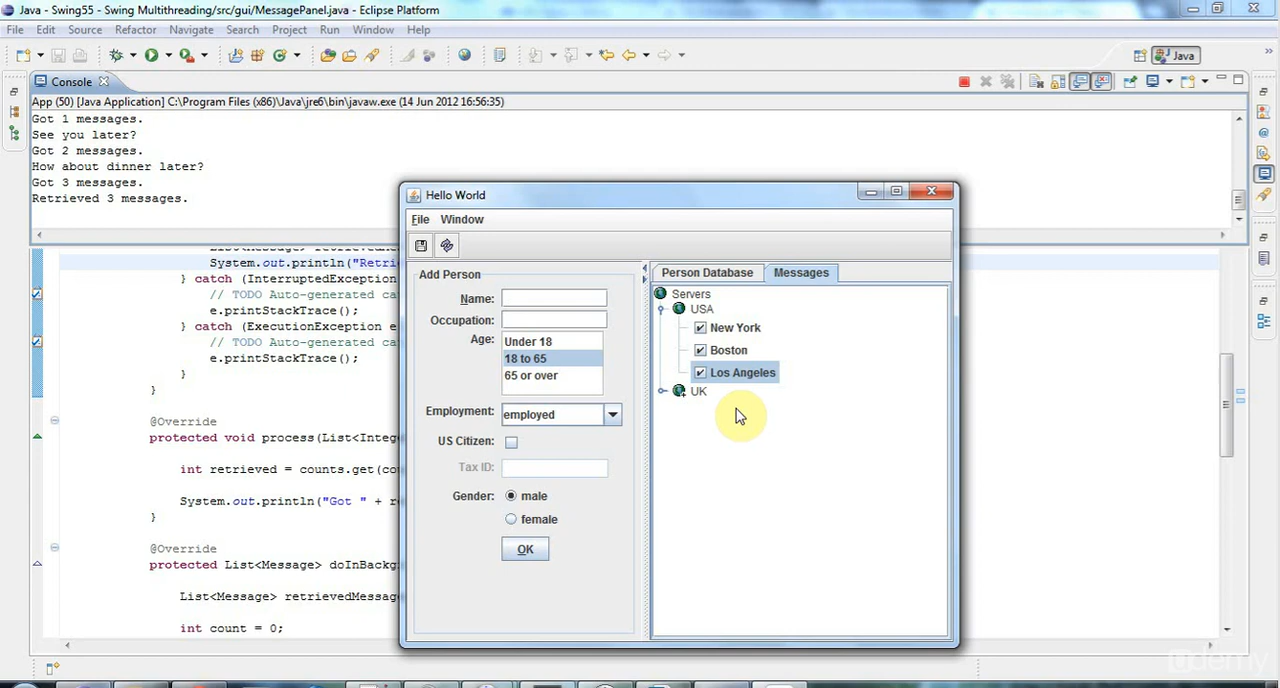 Java - Swing55 - Swing Multithreading/src/gui/MessagePanel.java - Eclipse Platform
File Edit Source Refactor Navigate Search Project Run Window Help
Java
Console
App (50) [Java Application] C:\Program Files (x86)\Java\jre6\bin\javaw.exe (14 Jun 2012 16:56:35)
Got 1 messages.
See you later?
Got 2 messages.
How about dinner later?
Got 3 messages.
Retrieved 3 messages.
System.out.println("Retri
} catch (InterruptedException
// TODO Auto-generated ca
e.printStackTrace();
} catch (ExecutionException e
// TODO Auto-generated ca
e.printStackTrace();
}
}
@Override
protected void process(List<Integ
int retrieved = counts.get(co
System.out.println("Got " + r
}
@Override
protected List<Message> doInBackg
List<Message> retrievedMessage
int count = 0;
Hello World
File Window
Add Person
Name:
Occupation:
Age:
Under 18
18 to 65
65 or over
Employment:
employed
US Citizen:
Tax ID:
Gender:
male
female
OK
Person Database
Messages
Servers
USA
New York
Boston
Los Angeles
UK
udemy